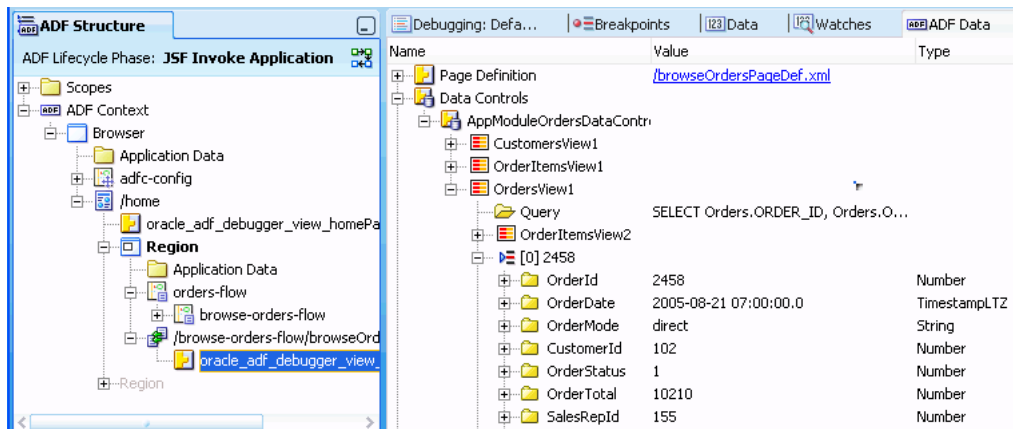 ADF Structure
ADF Lifecycle Phase: JSF Invoke Application
Scopes
ADF ADF Context
Browser
Application Data
adfc-config
/home
oracle_adf_debugger_view_homePa
Region
Application Data
orders-flow
browse-orders-flow
/browse-orders-flow/browseOrd
oracle_adf_debugger_view_
Region
Debugging: Defa... Breakpoints Data Watches ADF ADF Data
Name Value Type
Page Definition /browseOrdersPageDef.xml
Data Controls
AppModuleOrdersDataContr
CustomersView1
OrderItemsView1
OrdersView1
Query SELECT Orders.ORDER_ID, Orders.O...
OrderItemsView2
[0] 2458
OrderId 2458 Number
OrderDate 2005-08-21 07:00:00.0 TimestampLTZ
OrderMode direct String
CustomerId 102 Number
OrderStatus 1 Number
OrderTotal 10210 Number
SalesRepId 155 Number